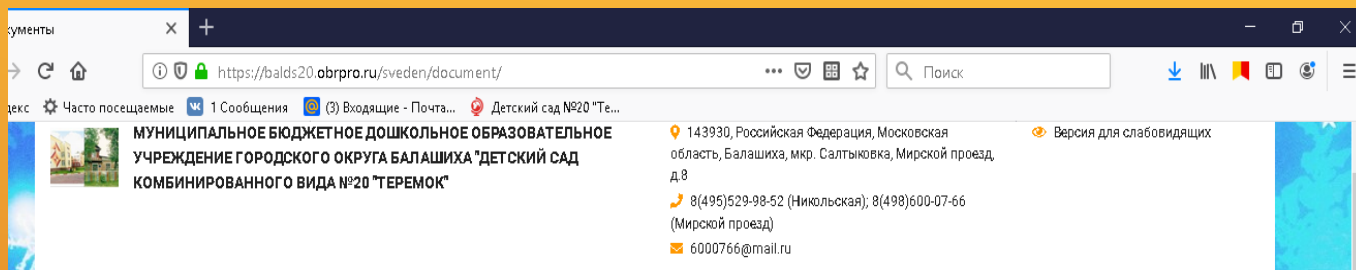 кументы
https://balds20.obrpro.ru/sveden/document/
Поиск
декс Часто посещаемые 1 Сообщения (3) Входящие - Почта... Детский сад №20 "Те...
МУНИЦИПАЛЬНОЕ БЮДЖЕТНОЕ ДОШКОЛЬНОЕ ОБРАЗОВАТЕЛЬНОЕ
УЧРЕЖДЕНИЕ ГОРОДСКОГО ОКРУГА БАЛАШИХА "ДЕТСКИЙ САД
КОМБИНИРОВАННОГО ВИДА №20 "ТЕРЕМОК"
143930, Российская Федерация, Московская
область, Балашиха, мкр. Салтыковка, Мирской проезд,
д.8
8(495)529-98-52 (Никольская); 8(498)600-07-66
(Мирской проезд)
6000766@mail.ru
Версия для слабовидящих